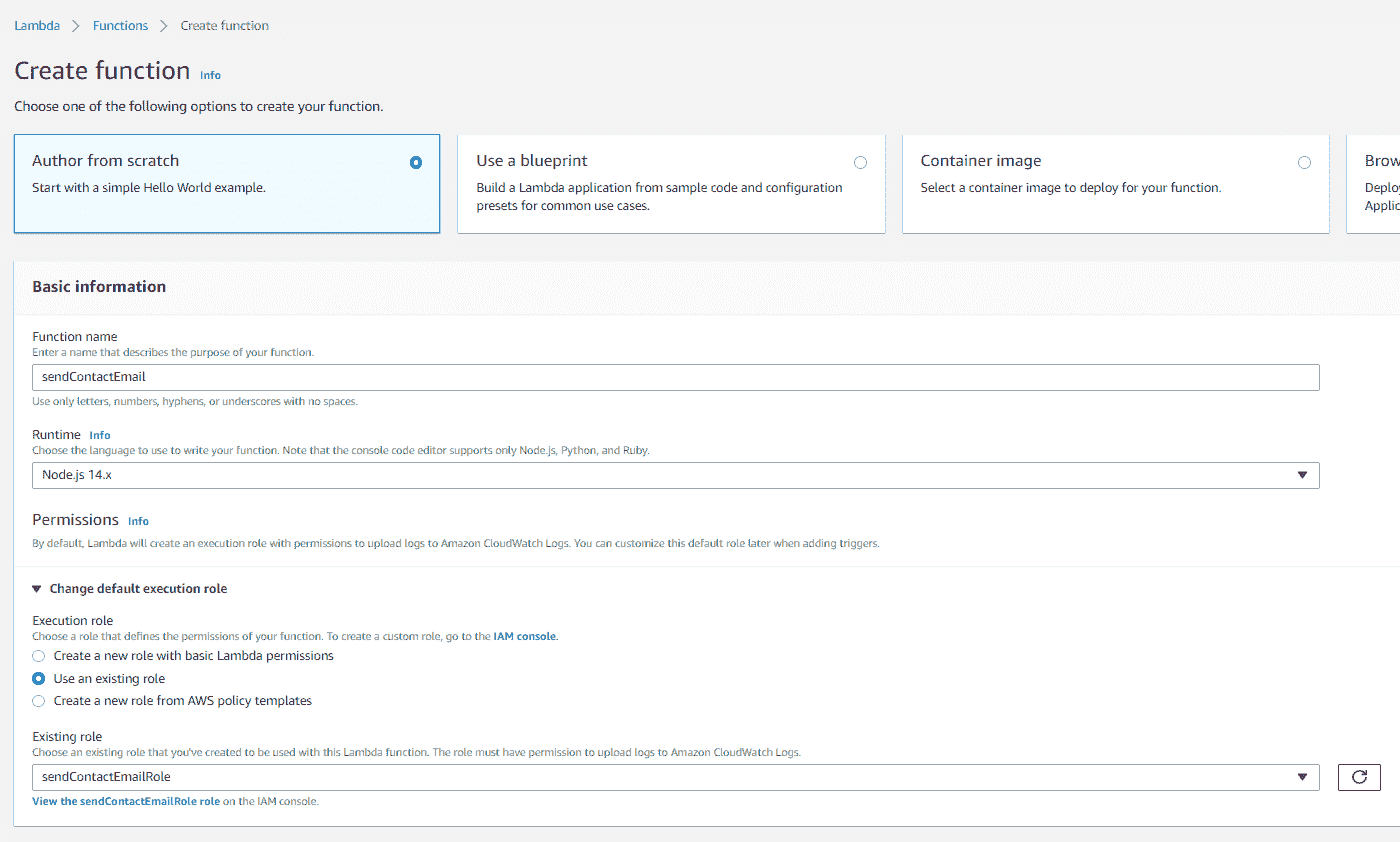 Lambda > Functions > Create function
Create function Info
Choose one of the following options to create your function.
Author from scratch
Start with a simple Hello World example.
Use a blueprint
Build a Lambda application from sample code and configuration
presets for common use cases.
Container image
Select a container image to deploy for your function.
Brow
Deploy
Applic
Basic information
Function name
Enter a name that describes the purpose of your function.
sendContactEmail
Use only letters, numbers, hyphens, or underscores with no spaces.
Runtime Info
Choose the language to use to write your function. Note that the console code editor supports only Node.js, Python, and Ruby.
Node.js 14.x
Permissions Info
By default, Lambda will create an execution role with permissions to upload logs to Amazon CloudWatch Logs. You can customize this default role later when adding triggers.
Change default execution role
Execution role
Choose a role that defines the permissions of your function. To create a custom role, go to the IAM console.
Create a new role with basic Lambda permissions
Use an existing role
Create a new role from AWS policy templates
Existing role
Choose an existing role that you've created to be used with this Lambda function. The role must have permission to upload logs to Amazon CloudWatch Logs.
sendContactEmailRole
View the sendContactEmailRole role on the IAM console.